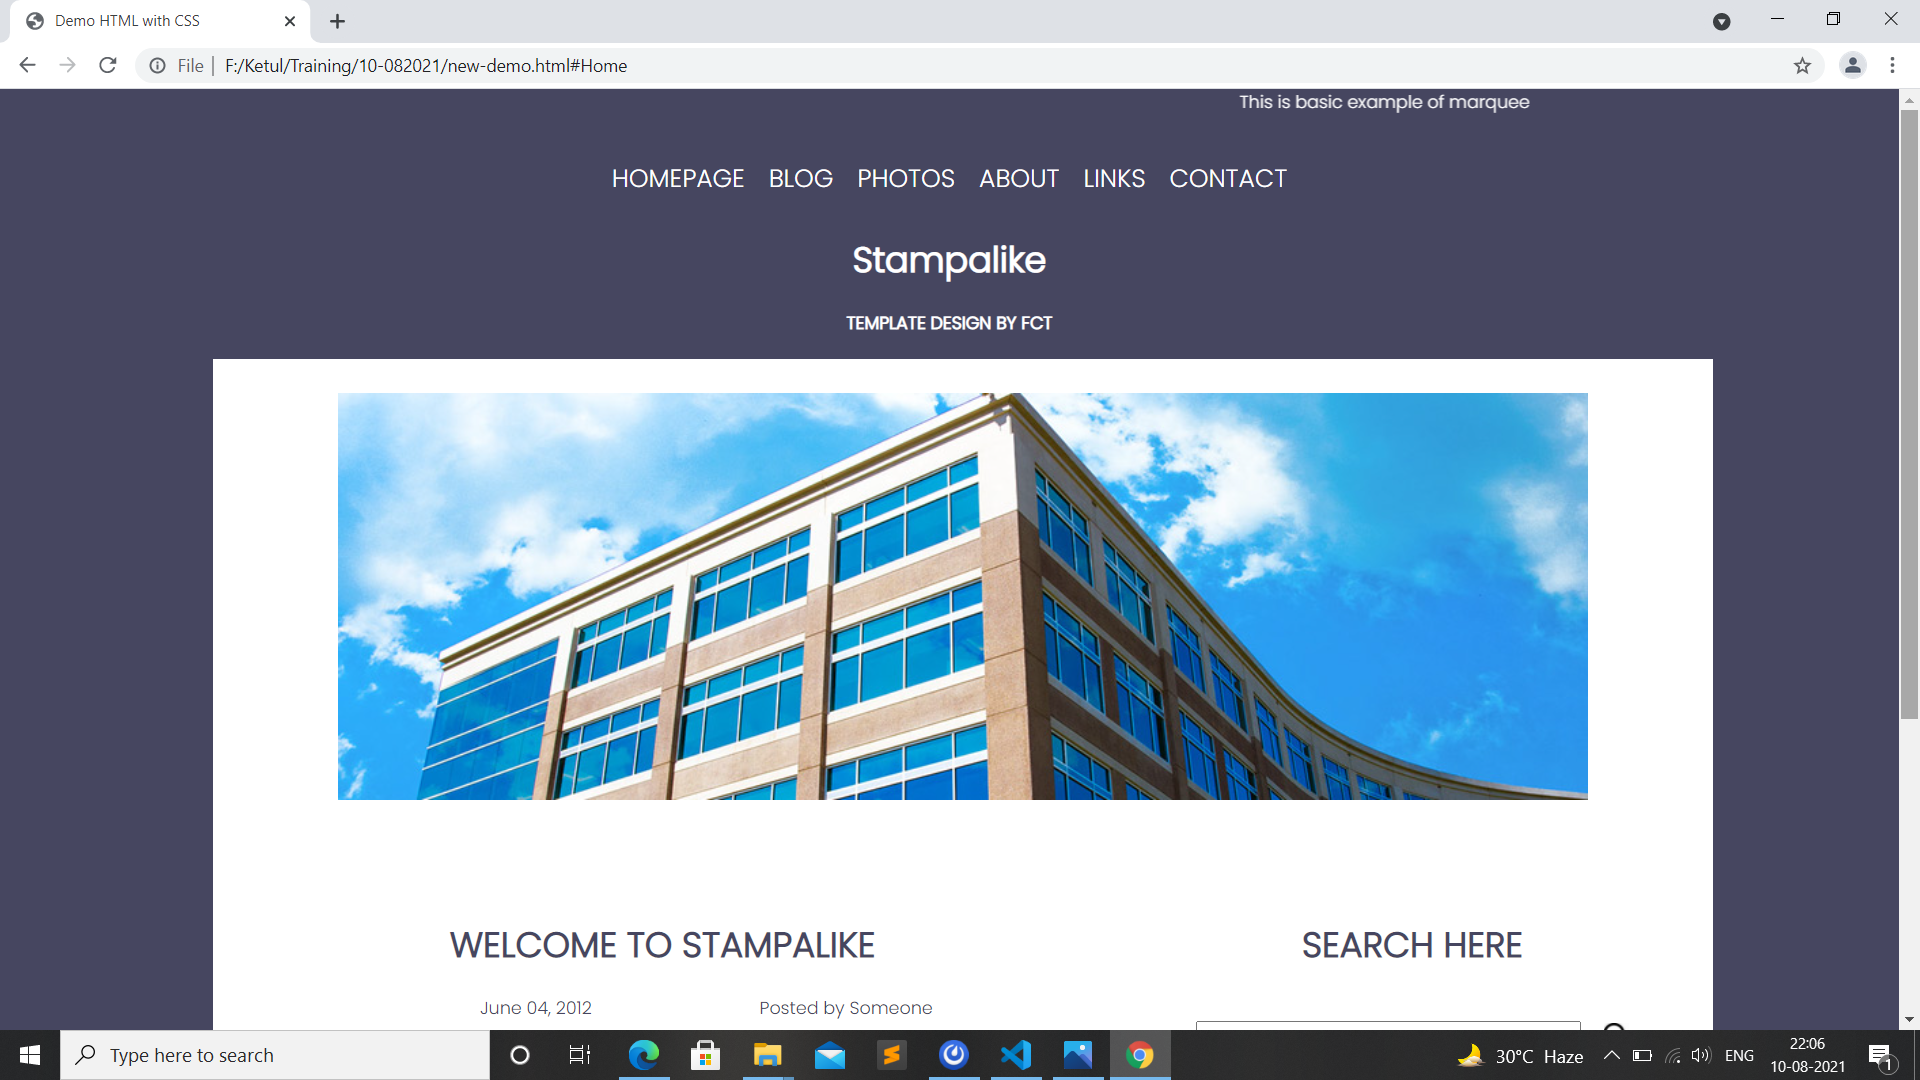 Demo HTML with CSS
File | F:/Ketul/Training/10-082021/new-demo.html#Home
This is basic example of marquee
HOMEPAGE BLOG PHOTOS ABOUT LINKS CONTACT
Stampalike
TEMPLATE DESIGN BY FCT
WELCOME TO STAMPALIKE
SEARCH HERE
June 04, 2012
Posted by Someone
Type here to search
30°C Haze
ENG
22:06
10-08-2021
1